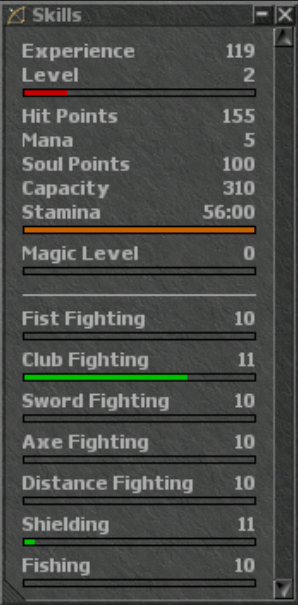 Skills
Experience 119
Level 2
Hit Points 155
Mana 5
Soul Points 100
Capacity 310
Stamina 56:00
Magic Level 0
Fist Fighting 10
Club Fighting 11
Sword Fighting 10
Axe Fighting 10
Distance Fighting 10
Shielding 11
Fishing 10